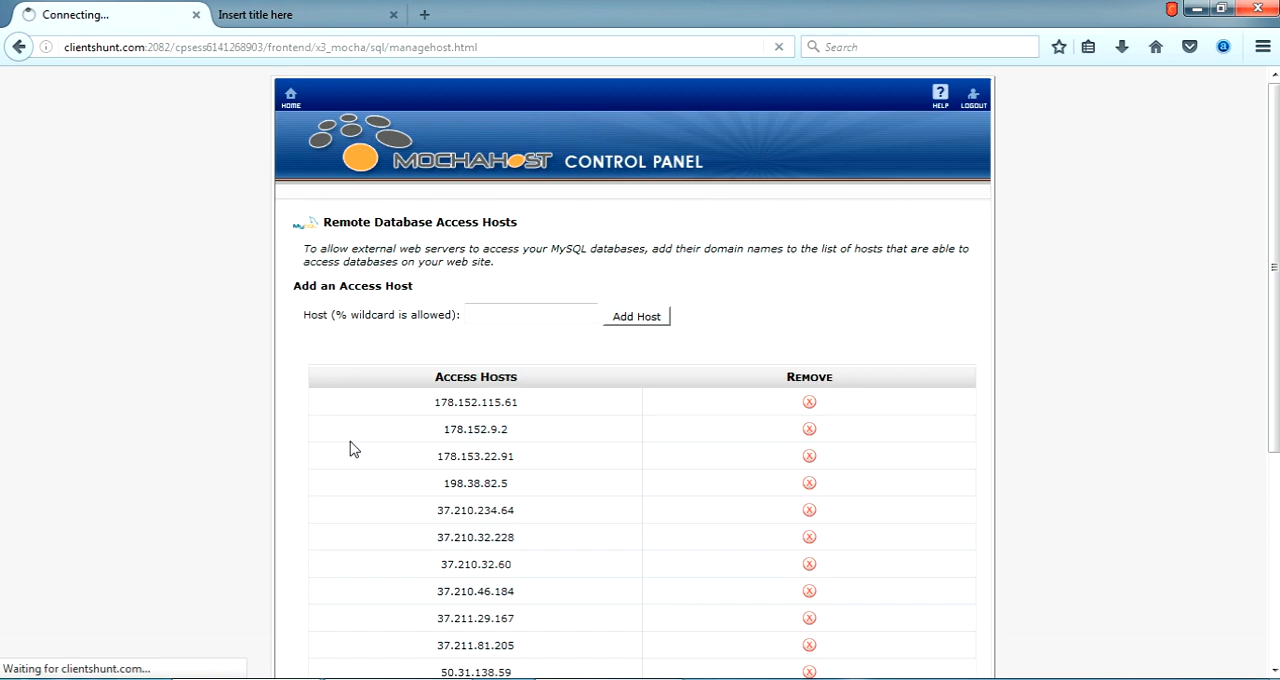 Connecting...
Insert title here
clientshunt.com:2082/cpsess6141268903/frontend/x3_mocha/sql/managehost.html
Search
HOME
HELP
LOGOUT
MOCHAHOST CONTROL PANEL
MySQL
Remote Database Access Hosts
To allow external web servers to access your MySQL databases, add their domain names to the list of hosts that are able to
access databases on your web site.
Add an Access Host
Host (% wildcard is allowed):
Add Host
ACCESS HOSTS
REMOVE
178.152.115.61
178.152.9.2
178.153.22.91
198.38.82.5
37.210.234.64
37.210.32.228
37.210.32.60
37.210.46.184
37.211.29.167
37.211.81.205
50.31.138.59
Waiting for clientshunt.com...